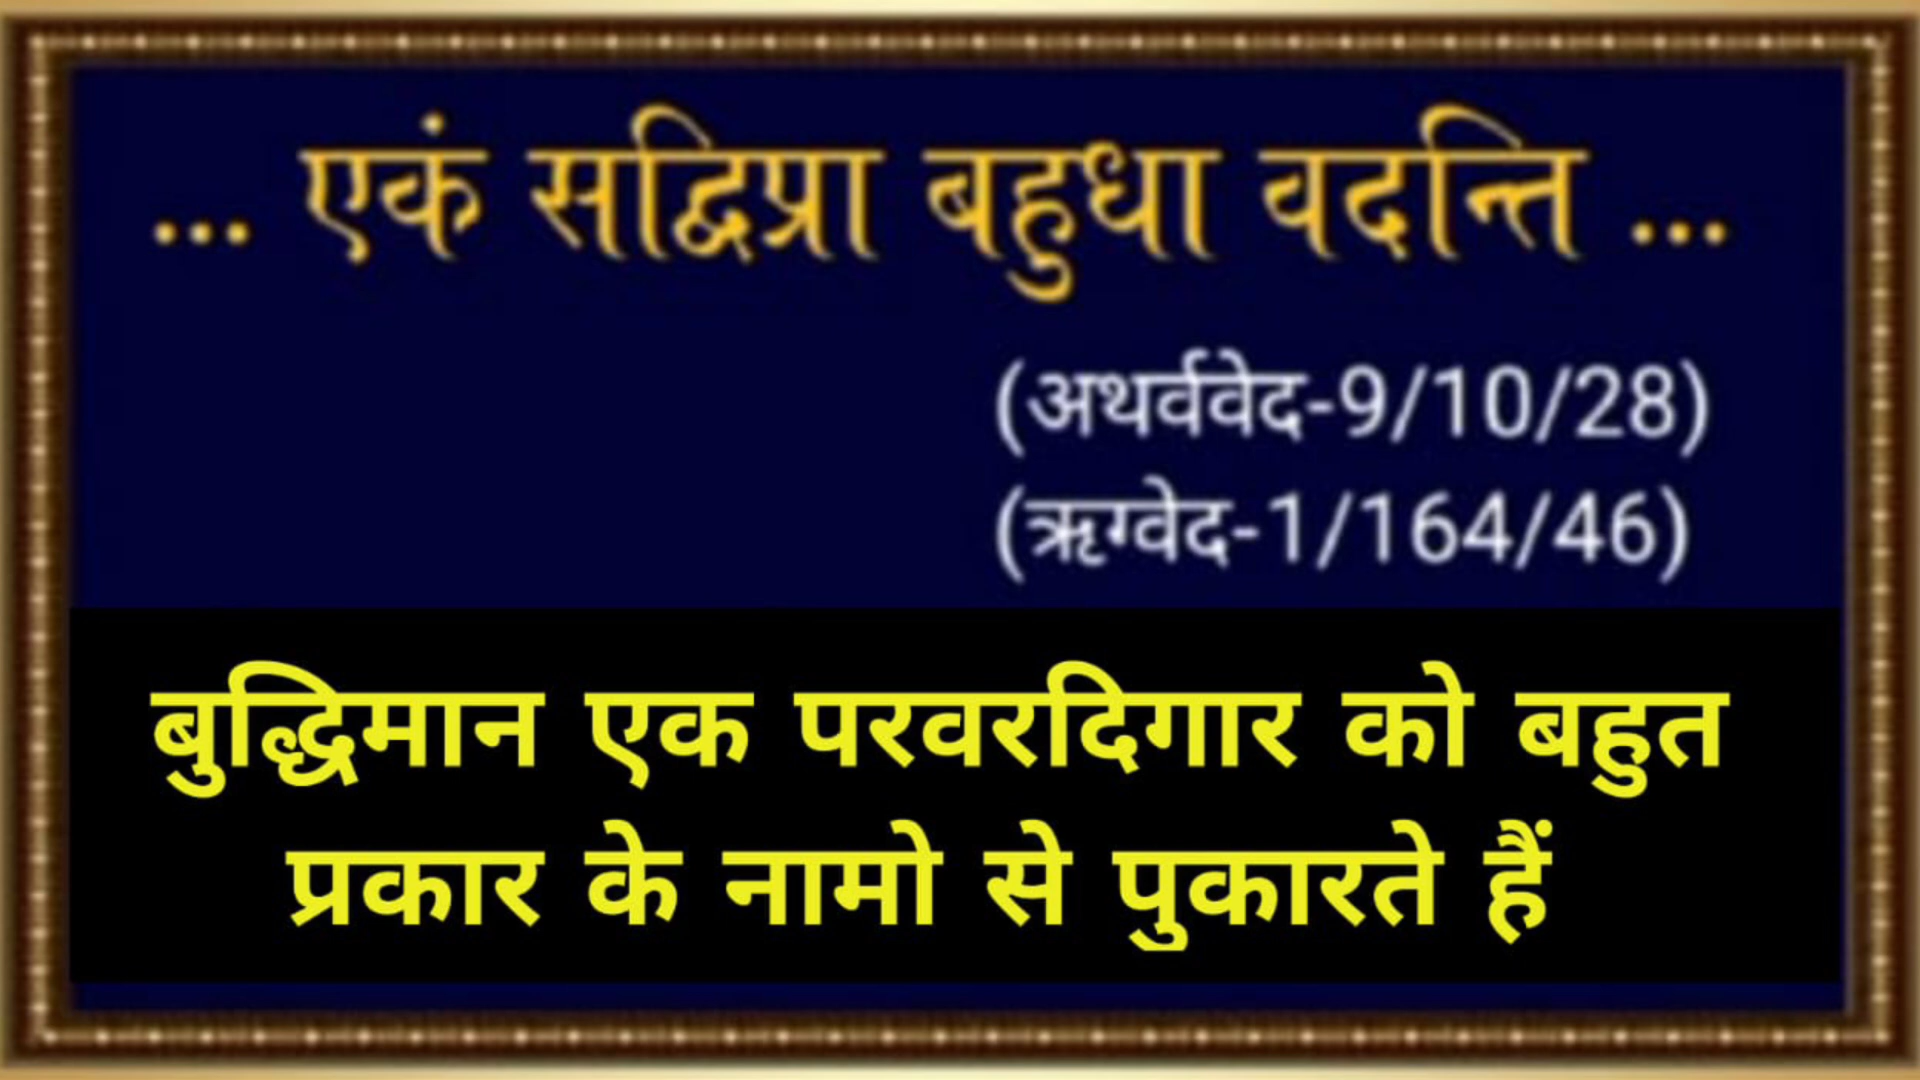 ... एकं सद्विप्रा बहुधा वदन्ति ...
(अथर्ववेद-9/10/28)
(ऋग्वेद-1/164/46)
बुद्धिमान एक परवरदिगार को बहुत
प्रकार के नामो से पुकारते हैं